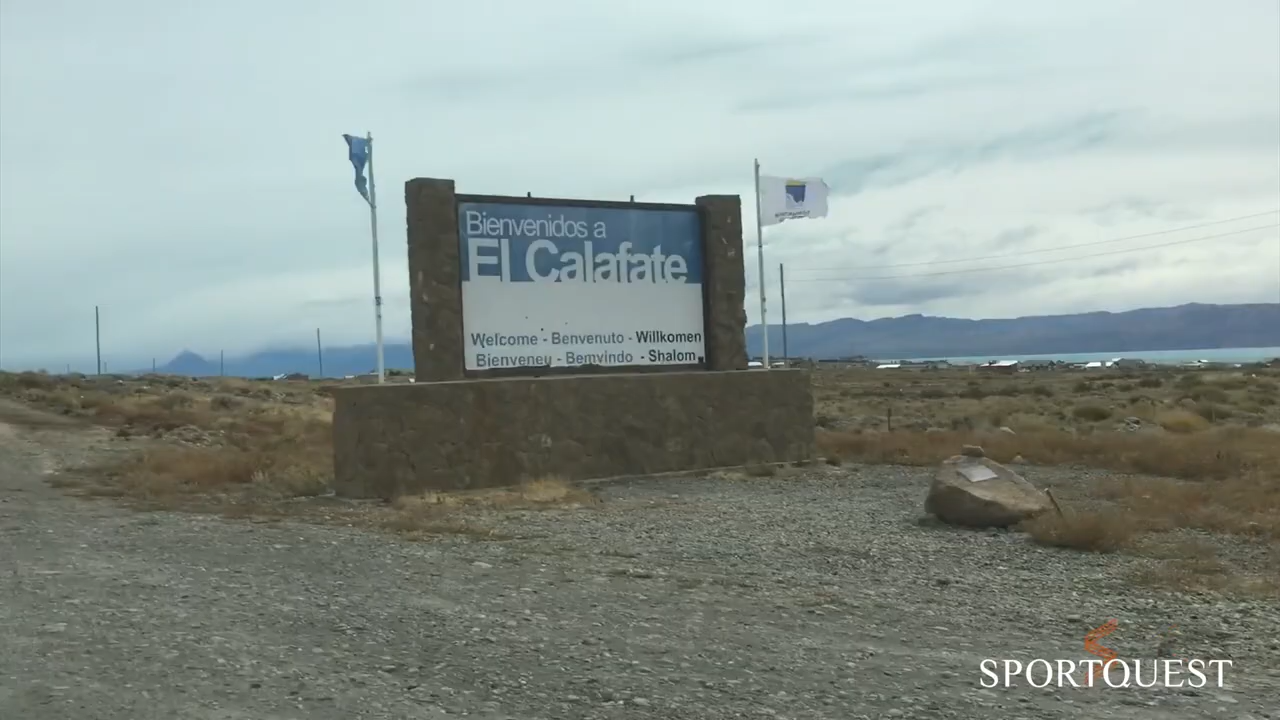 Bienvenidos a
El Calafate
Welcome - Benvenuto - Willkomen
Bienveneu - Bemvindo - Shalom
SPORTQUEST